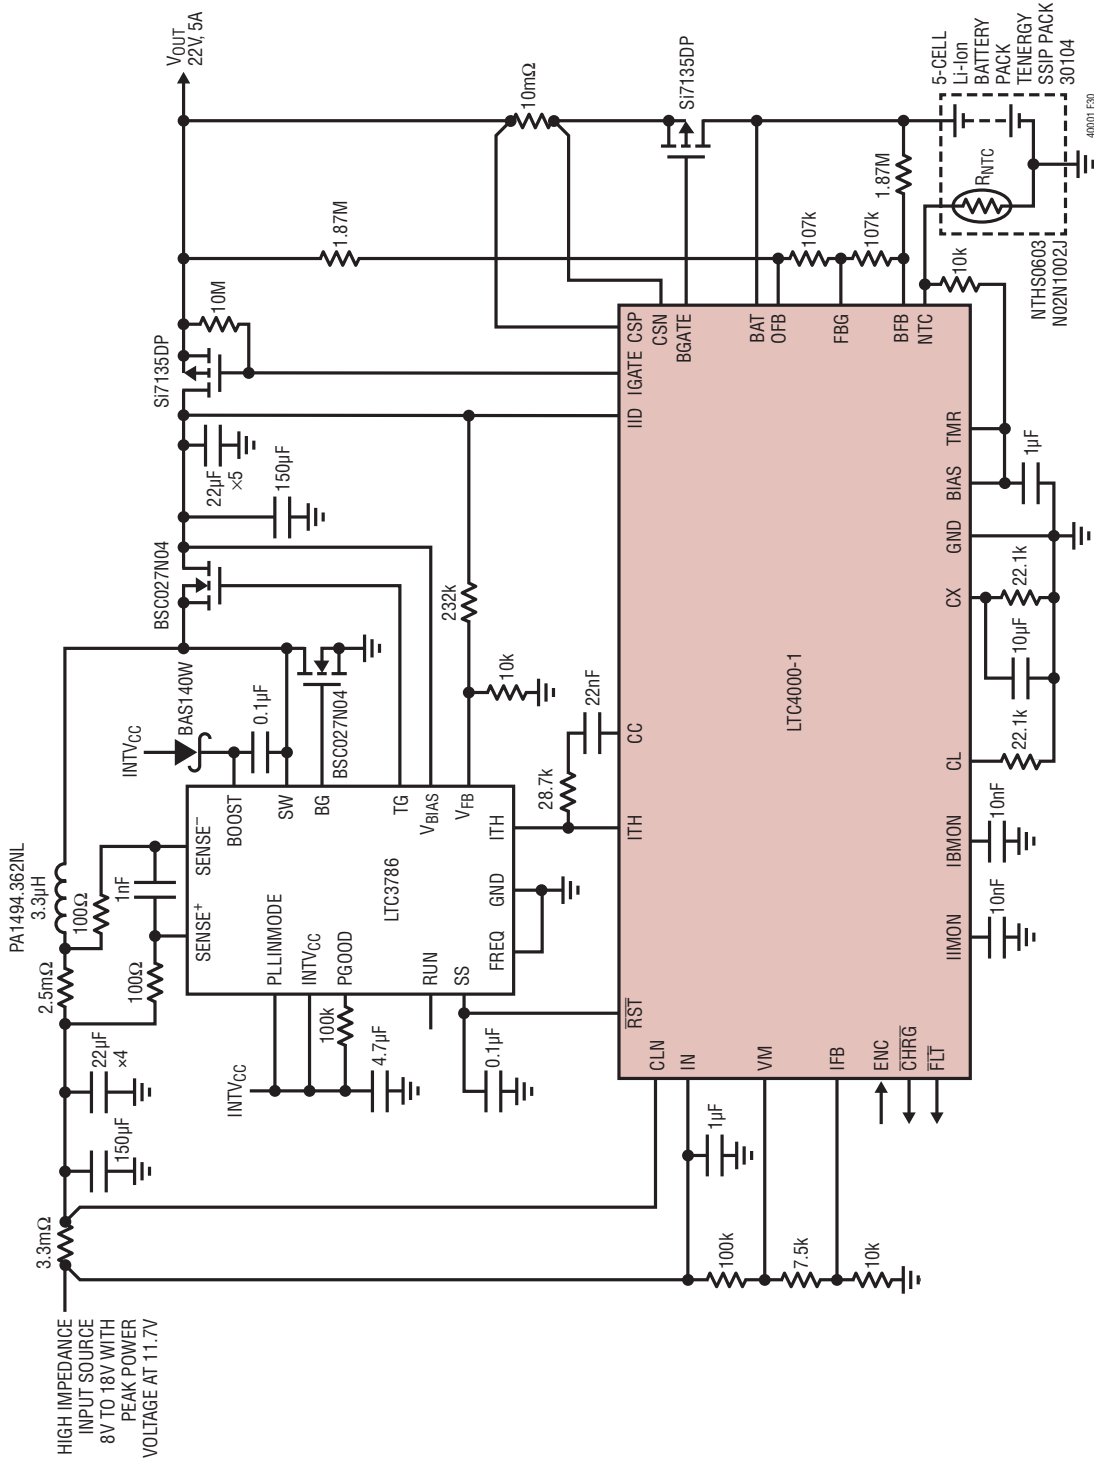 HIGH IMPEDANCE
INPUT SOURCE
8V TO 18V WITH
PEAK POWER
VOLTAGE AT 11.7V
3.3mΩ
150µF
22µF
×4
2.5mΩ
PA1494.362NL
3.3µH
100Ω
100Ω
1nF
SENSE+
SENSE–
INTVCC
BAS140W
0.1µF
BSC027N04
BSC027N04
22µF
×5
150µF
Si7135DP
10M
VOUT
22V, 5A
INTVCC
PLLINMODE
INTVCC
PGOOD
100k
4.7µF
RUN
SS
0.1µF
FREQ
GND
ITH
LTC3786
BOOST
SW
BG
TG
VBIAS
VFB
232k
10k
28.7k
22nF
1.87M
10mΩ
Si7135DP
RST
CLN
IN
VM
IFB
ENC
CHRG
FLT
1µF
100k
7.5k
10k
ITH
CC
IID
IGATE
CSP
CSN
BGATE
BAT
OFB
FBG
BFB
NTC
LTC4000-1
107k
107k
1.87M
IIMON
IBMON
CL
CX
GND
BIAS
TMR
10nF
10nF
22.1k
10µF
22.1k
1µF
10k
NTHS0603
N02N1002J
RNTC
5-CELL
Li-Ion
BATTERY
PACK
TENERGY
SSIP PACK
30104
40001 F30